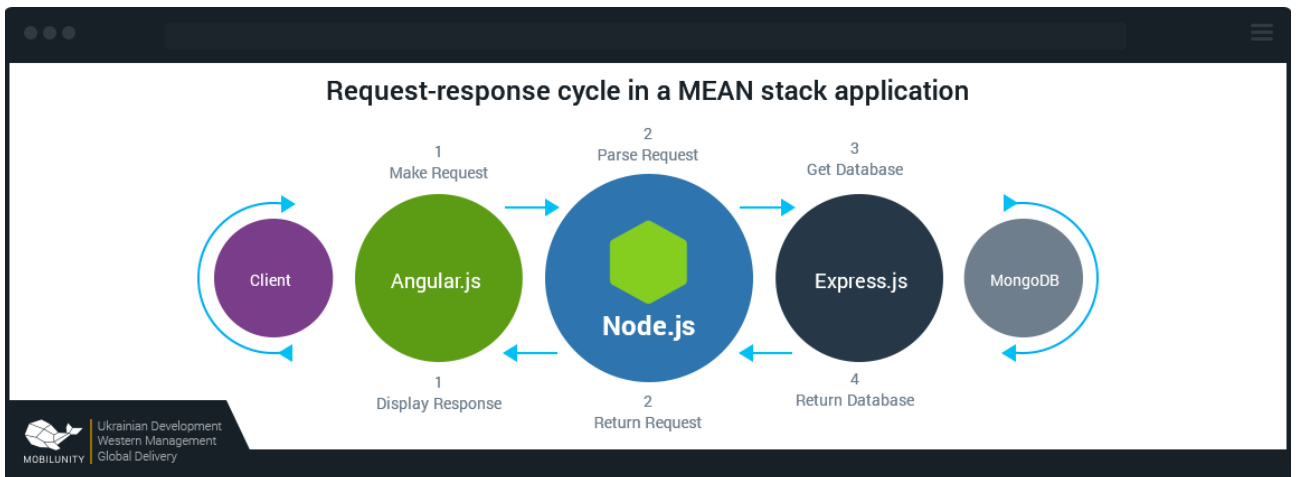 Request-response cycle in a MEAN stack application
1
Make Request
2
Parse Request
3
Get Database
Client
Angular.js
Node.js
Express.js
MongoDB
1
Display Response
2
Return Request
4
Return Database
MOBILUNITY
Ukrainian Development
Western Management
Global Delivery